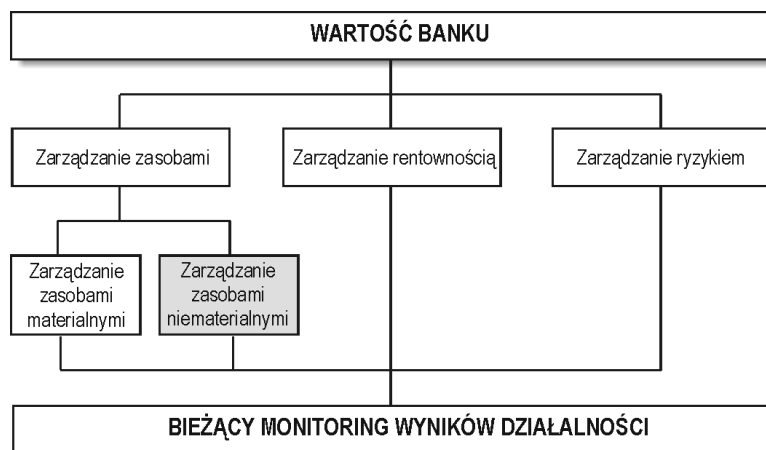 WARTOŚĆ BANKU
Zarządzanie zasobami
Zarządzanie rentownością
Zarządzanie ryzykiem
Zarządzanie
zasobami
materialnymi
Zarządzanie
zasobami
niematerialnymi
BIEŻĄCY MONITORING WYNIKÓW DZIAŁALNOŚCI